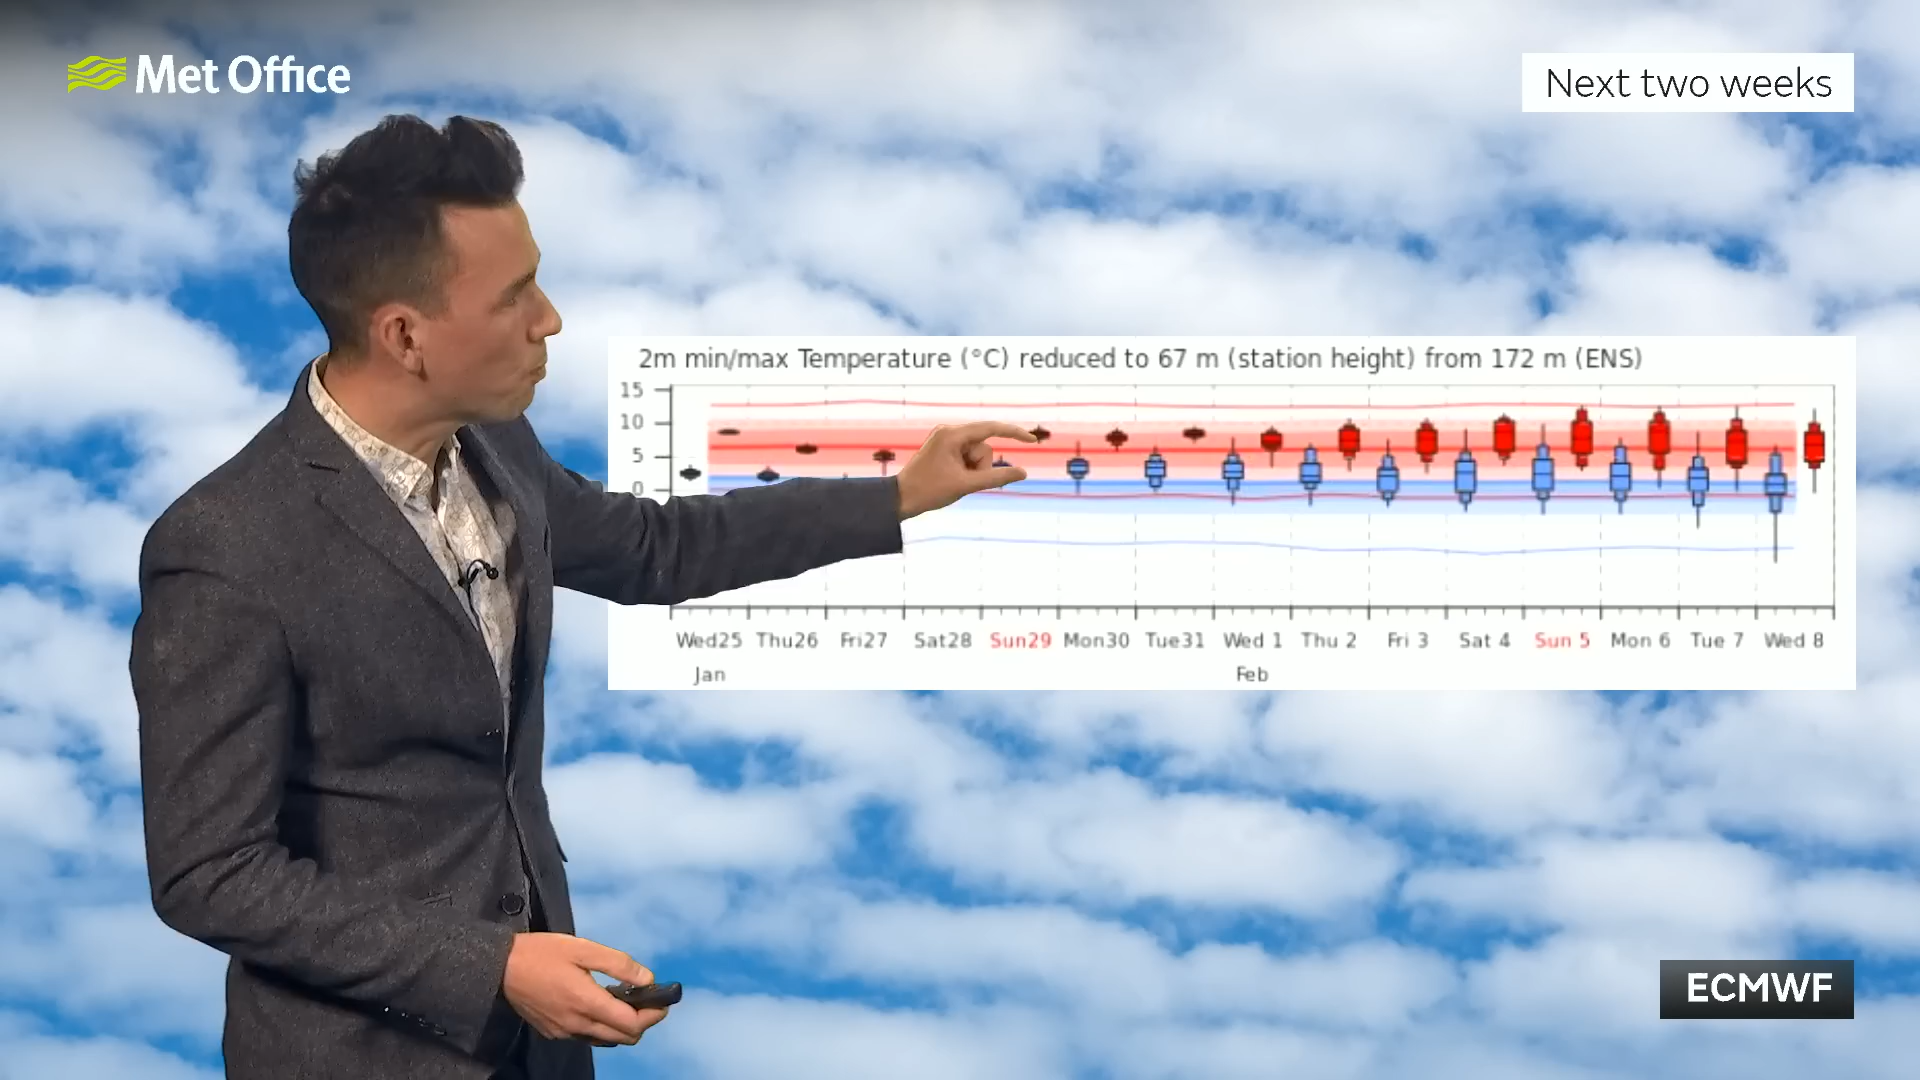 Met Office
Next two weeks
2m min/max Temperature (°C) reduced to 67 m (station height) from 172 m (ENS)
15
10
5
0
Wed25 Thu26 Fri27 Sat28 Sun29 Mon30 Tue31 Wed 1 Thu 2 Fri 3 Sat 4 Sun 5 Mon 6 Tue 7 Wed 8
Jan Feb
ECMWF